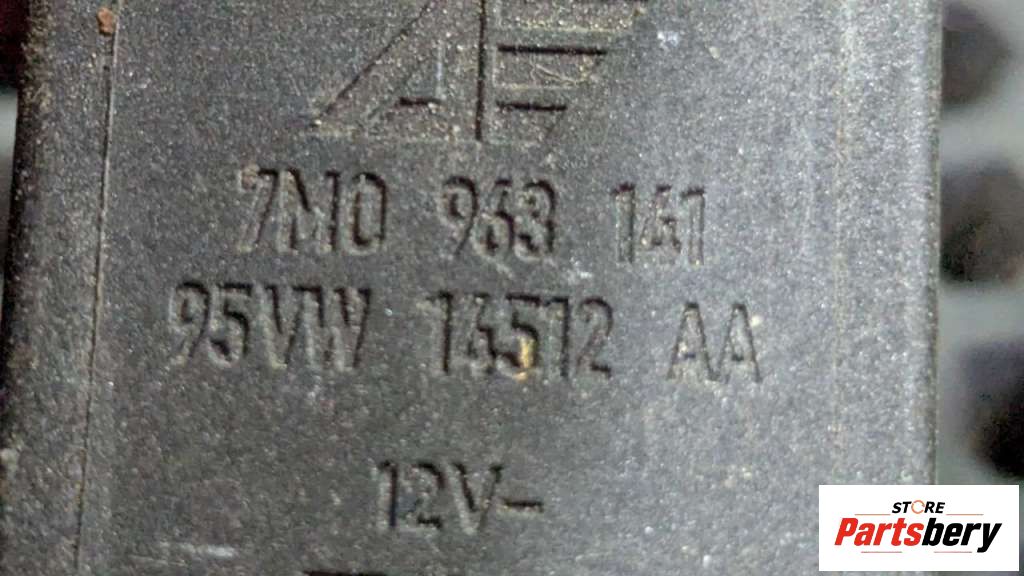 7M0 963 141
95VW 14512 AA
12V-
STORE
Partsbery